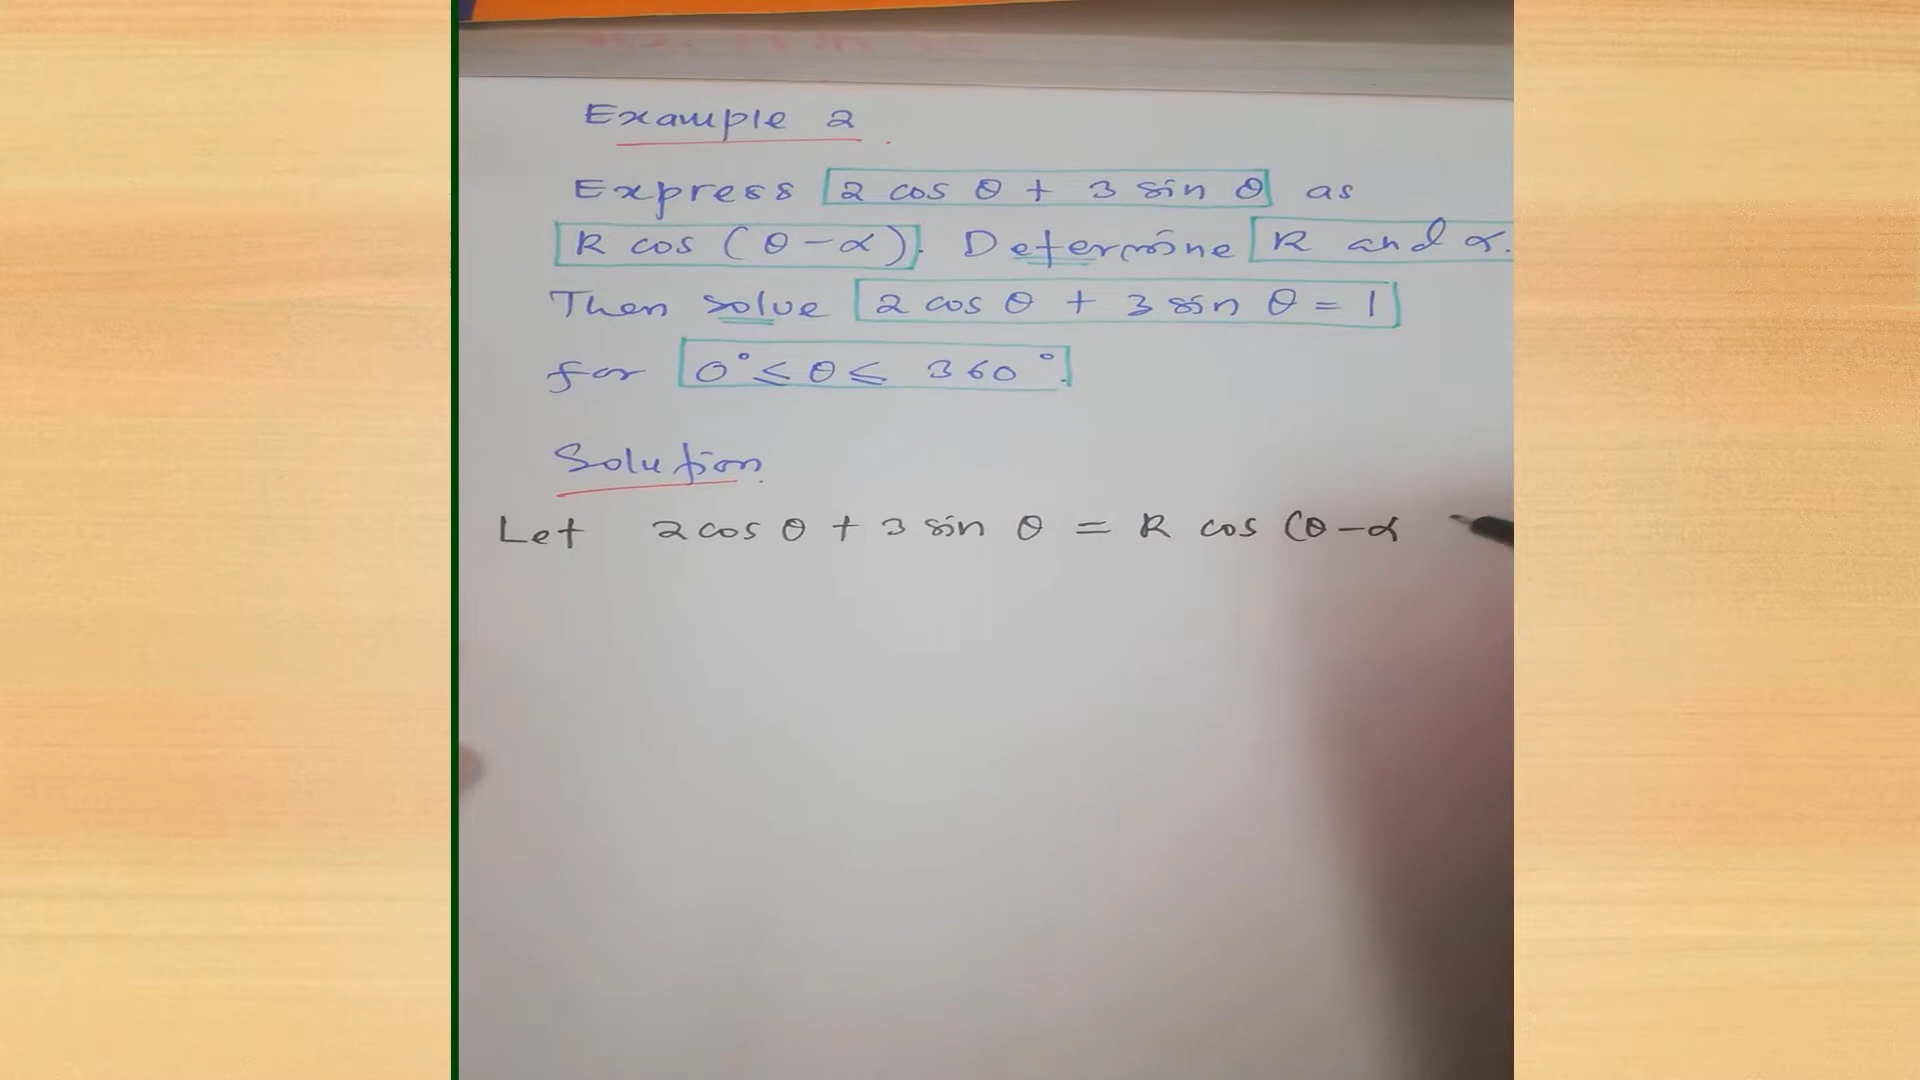 Example 2
Express 2 cos θ + 3 sin θ as
R cos (θ - α). Determine R and α.
Then solve 2 cos θ + 3 sin θ = 1
for 0° ≤ θ ≤ 360°.
Solution
Let 2 cos θ + 3 sin θ = R cos (θ - α